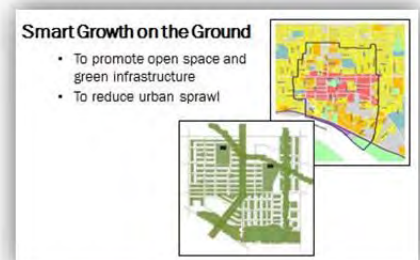 Smart Growth on the Ground
• To promote open space and
green infrastructure
• To reduce urban sprawl